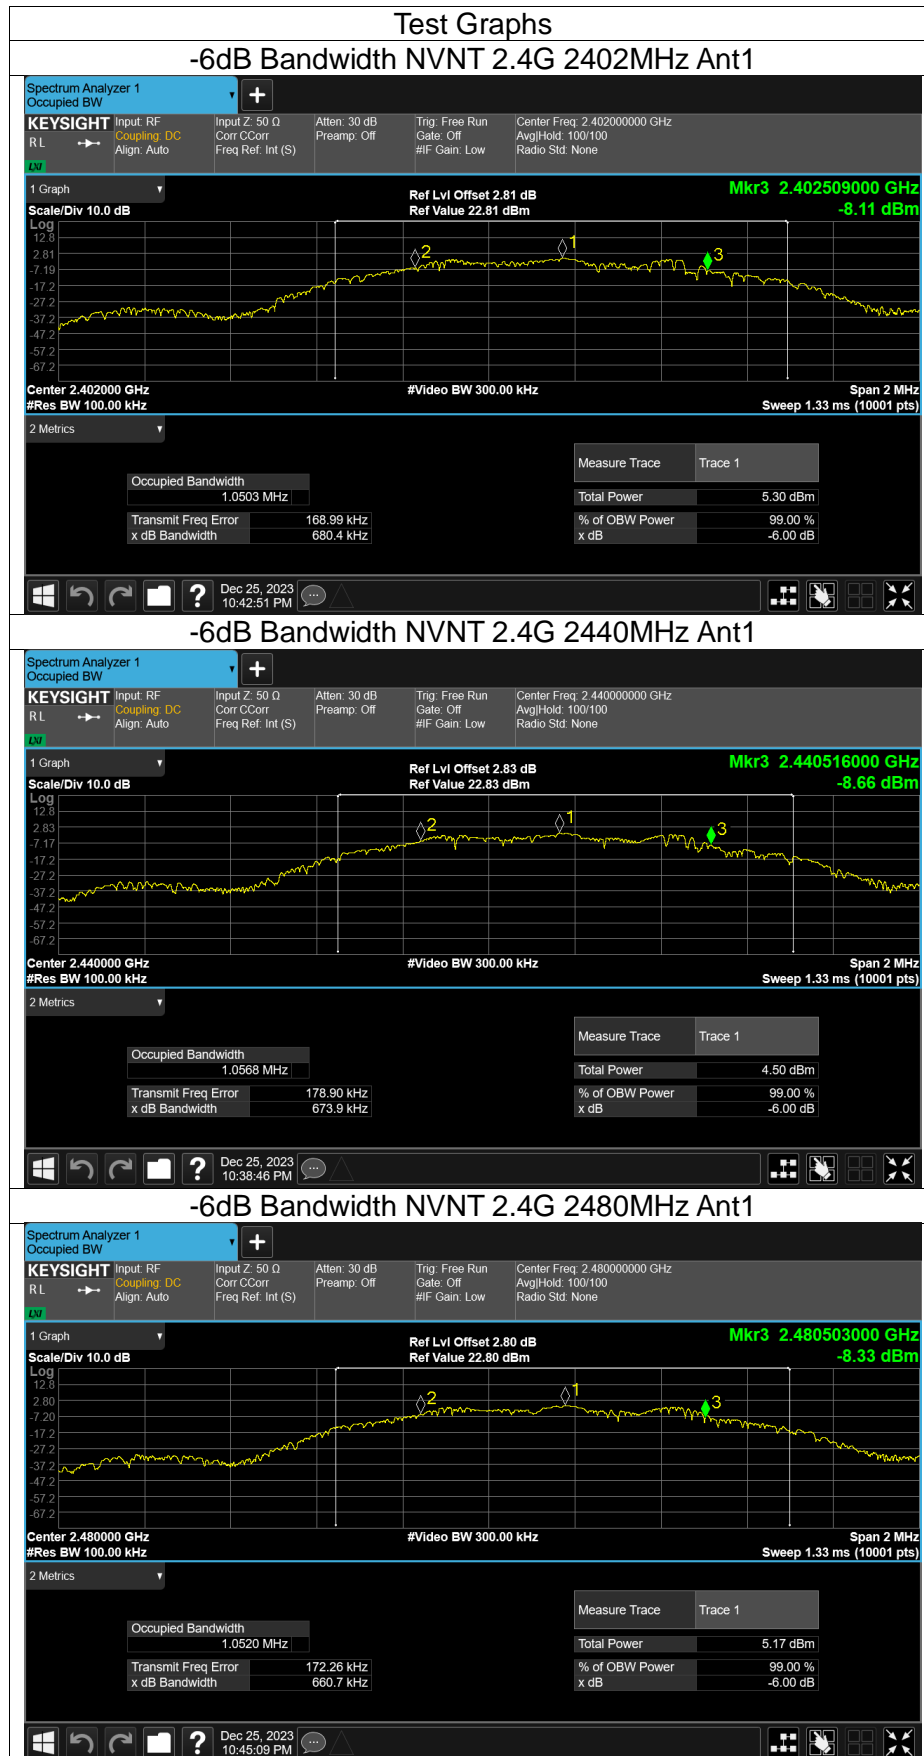 Test Graphs
-6dB Bandwidth NVNT 2.4G 2402MHz Ant1
Spectrum Analyzer 1
Occupied BW
KEYSIGHT Input: RF Input Z: 50 Ω Atten: 30 dB Trig: Free Run Center Freq: 2.402000000 GHz
R L Coupling: DC Corr CCorr Preamp: Off Gate: Off Avg|Hold: 100/100
Align: Auto Freq Ref: Int (S) #IF Gain: Low Radio Std: None
LXI
1 Graph Ref Lvl Offset 2.81 dB Mkr3 2.402509000 GHz
Scale/Div 10.0 dB Ref Value 22.81 dBm -8.11 dBm
Log
12.8
2.81
-7.19
-17.2
-27.2
-37.2
-47.2
-57.2
-67.2
2 1 3
Center 2.402000 GHz #Video BW 300.00 kHz Span 2 MHz
#Res BW 100.00 kHz Sweep 1.33 ms (10001 pts)
2 Metrics
Measure Trace Trace 1
Occupied Bandwidth
1.0503 MHz Total Power 5.30 dBm
Transmit Freq Error 168.99 kHz % of OBW Power 99.00 %
x dB Bandwidth 680.4 kHz x dB -6.00 dB
? Dec 25, 2023
10:42:51 PM
-6dB Bandwidth NVNT 2.4G 2440MHz Ant1
Spectrum Analyzer 1
Occupied BW
KEYSIGHT Input: RF Input Z: 50 Ω Atten: 30 dB Trig: Free Run Center Freq: 2.440000000 GHz
R L Coupling: DC Corr CCorr Preamp: Off Gate: Off Avg|Hold: 100/100
Align: Auto Freq Ref: Int (S) #IF Gain: Low Radio Std: None
LXI
1 Graph Ref Lvl Offset 2.83 dB Mkr3 2.440516000 GHz
Scale/Div 10.0 dB Ref Value 22.83 dBm -8.66 dBm
Log
12.8
2.83
-7.17
-17.2
-27.2
-37.2
-47.2
-57.2
-67.2
2 1 3
Center 2.440000 GHz #Video BW 300.00 kHz Span 2 MHz
#Res BW 100.00 kHz Sweep 1.33 ms (10001 pts)
2 Metrics
Measure Trace Trace 1
Occupied Bandwidth
1.0568 MHz Total Power 4.50 dBm
Transmit Freq Error 178.90 kHz % of OBW Power 99.00 %
x dB Bandwidth 673.9 kHz x dB -6.00 dB
? Dec 25, 2023
10:38:46 PM
-6dB Bandwidth NVNT 2.4G 2480MHz Ant1
Spectrum Analyzer 1
Occupied BW
KEYSIGHT Input: RF Input Z: 50 Ω Atten: 30 dB Trig: Free Run Center Freq: 2.480000000 GHz
R L Coupling: DC Corr CCorr Preamp: Off Gate: Off Avg|Hold: 100/100
Align: Auto Freq Ref: Int (S) #IF Gain: Low Radio Std: None
LXI
1 Graph Ref Lvl Offset 2.80 dB Mkr3 2.480503000 GHz
Scale/Div 10.0 dB Ref Value 22.80 dBm -8.33 dBm
Log
12.8
2.80
-7.20
-17.2
-27.2
-37.2
-47.2
-57.2
-67.2
2 1 3
Center 2.480000 GHz #Video BW 300.00 kHz Span 2 MHz
#Res BW 100.00 kHz Sweep 1.33 ms (10001 pts)
2 Metrics
Measure Trace Trace 1
Occupied Bandwidth
1.0520 MHz Total Power 5.17 dBm
Transmit Freq Error 172.26 kHz % of OBW Power 99.00 %
x dB Bandwidth 660.7 kHz x dB -6.00 dB
? Dec 25, 2023
10:45:09 PM